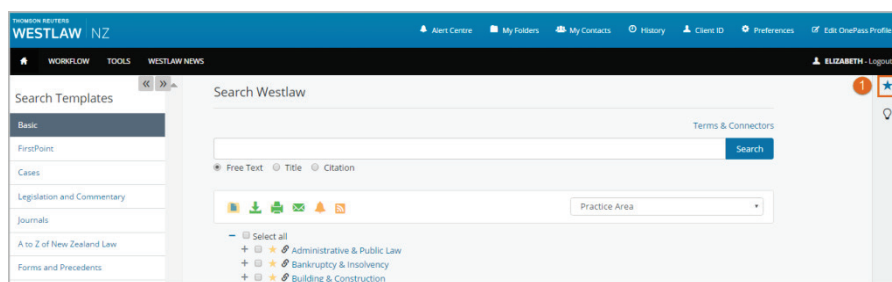 THOMSON REUTERS
WESTLAW NZ
Alert Centre My Folders My Contacts History Client ID Preferences Edit OnePass Profile
WORKFLOW TOOLS WESTLAW NEWS ELIZABETH - Logout
Search Templates
Search Westlaw
1
Basic
Terms & Connectors
Search
FirstPoint
Free Text Title Citation
Cases
Legislation and Commentary
Practice Area
Journals
Select all
A to Z of New Zealand Law
Administrative & Public Law
Bankruptcy & Insolvency
Forms and Precedents
Building & Construction